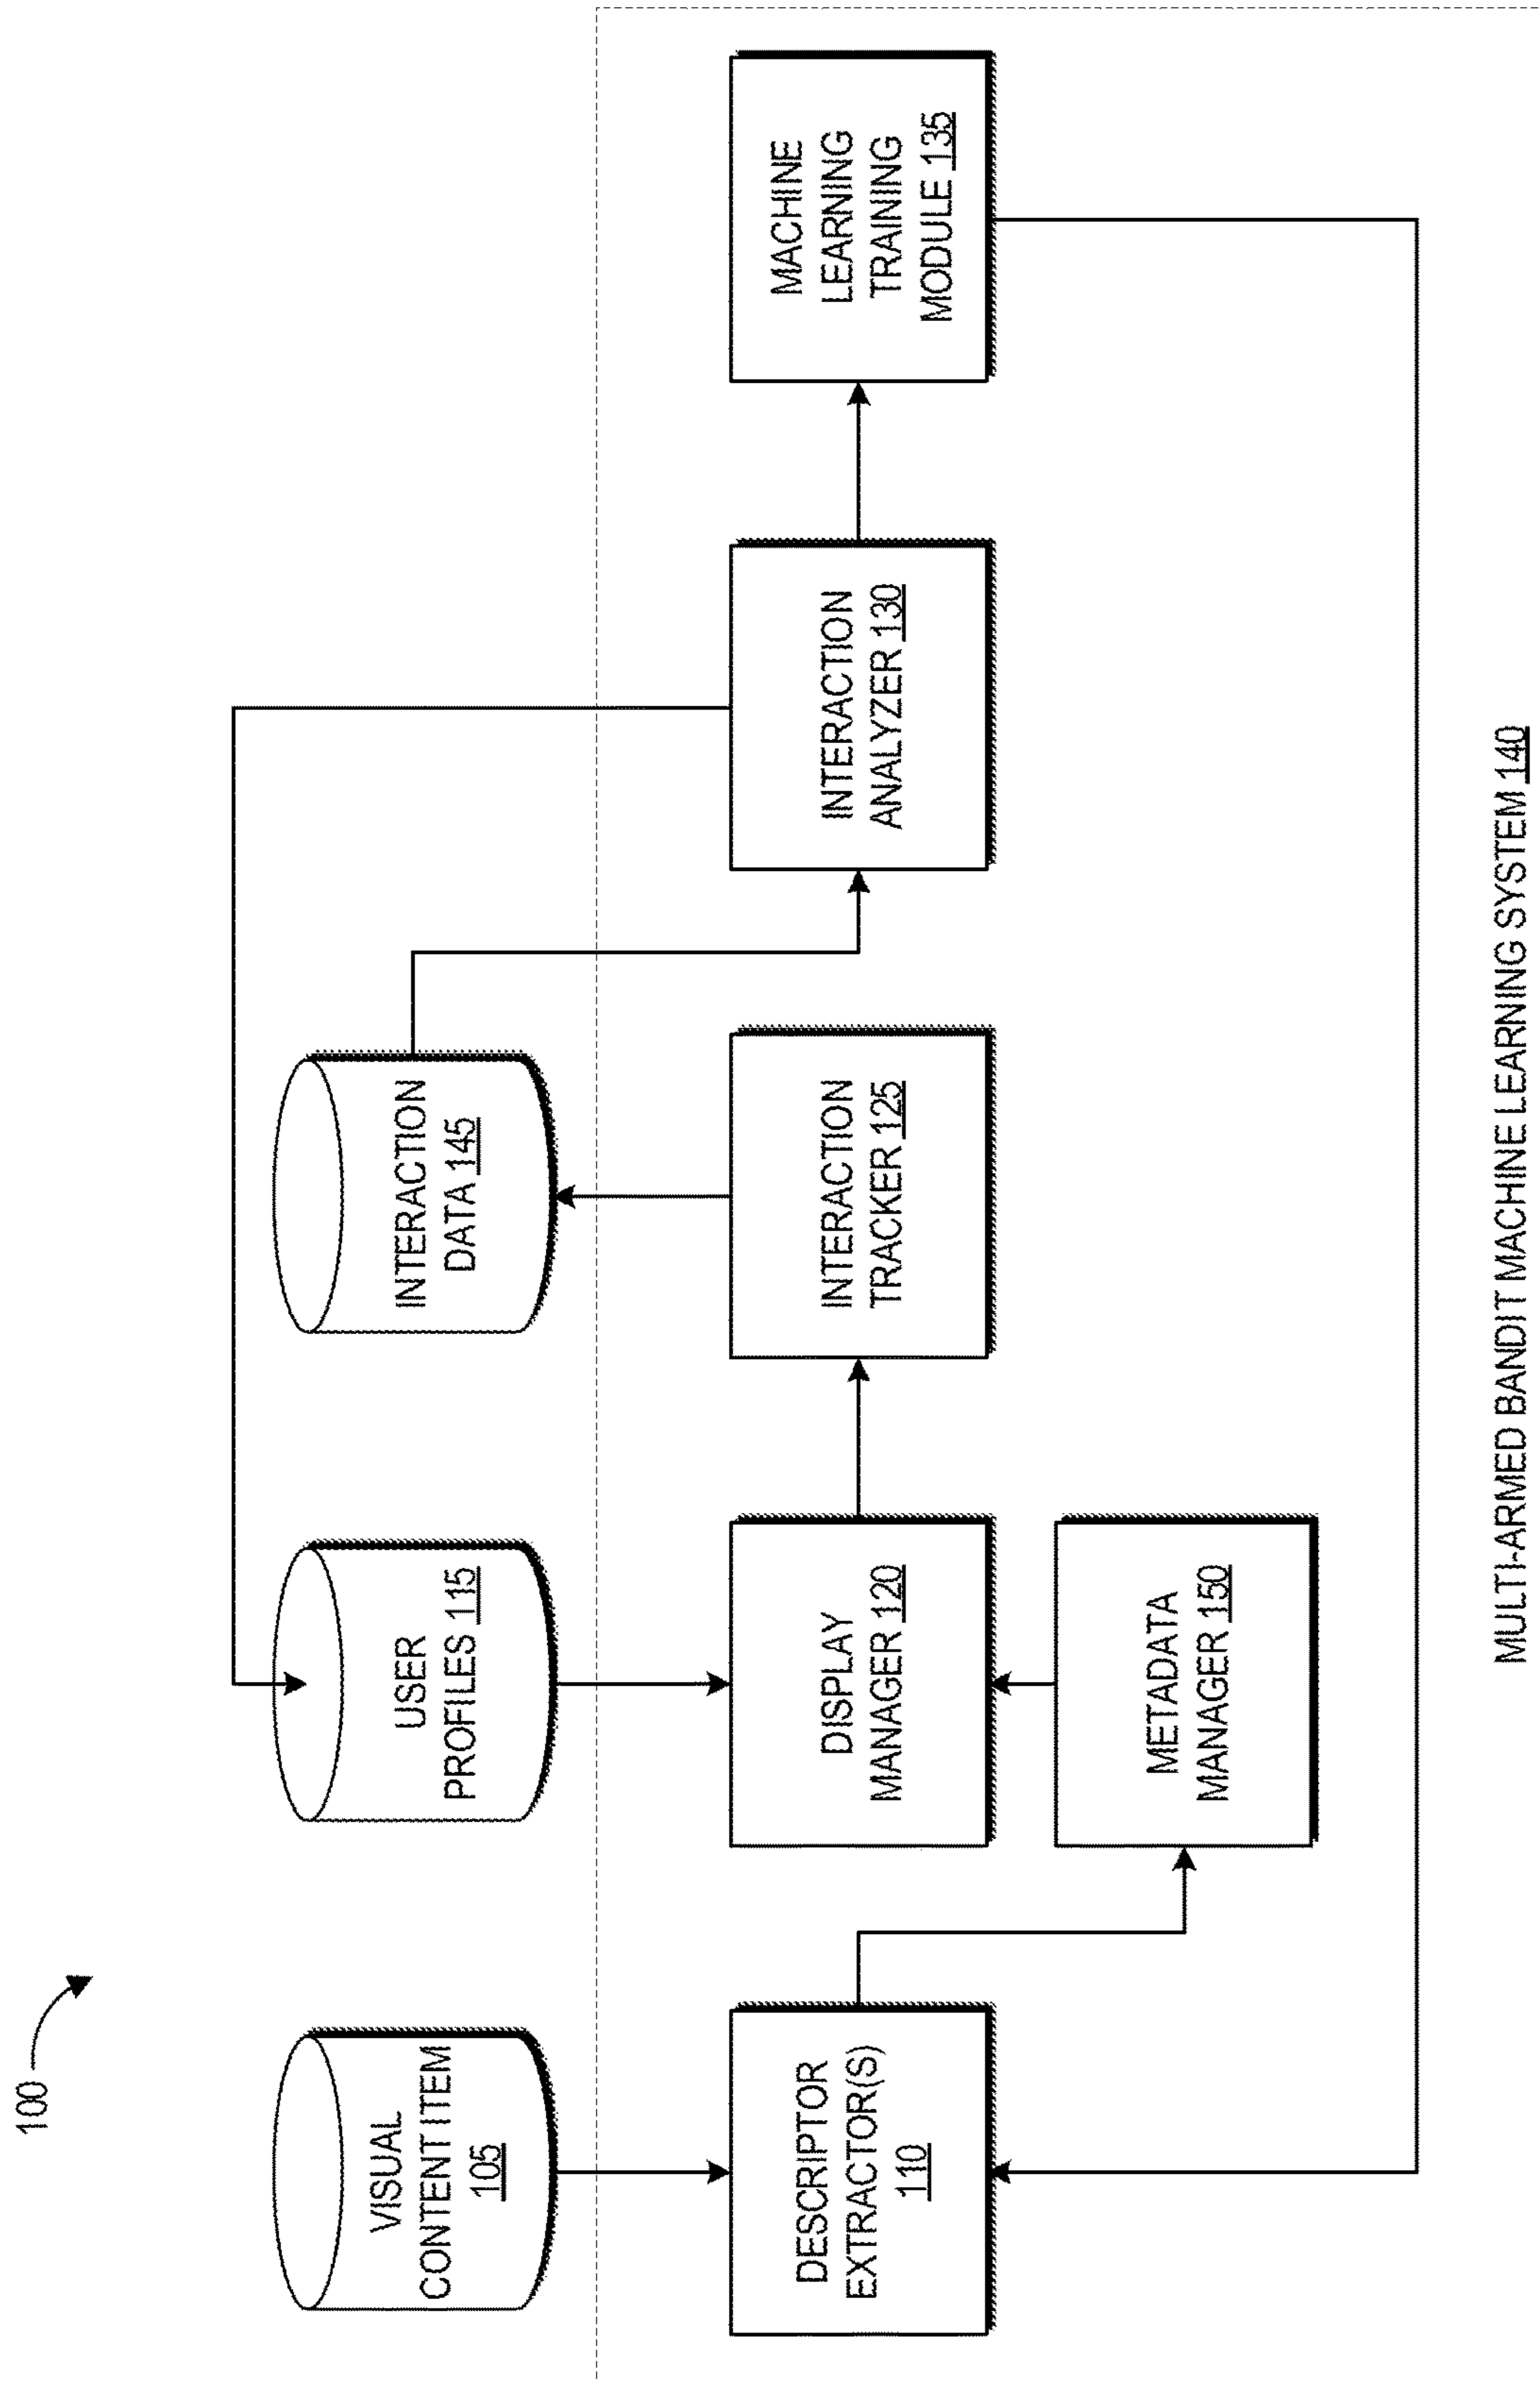 100
VISUAL
CONTENT ITEM
105
USER
PROFILES 115
INTERACTION
DATA 145
DESCRIPTOR
EXTRACTOR(S)
110
DISPLAY
MANAGER 120
INTERACTION
TRACKER 125
INTERACTION
ANALYZER 130
MACHINE
LEARNING
TRAINING
MODULE 135
METADATA
MANAGER 150
MULTI-ARMED BANDIT MACHINE LEARNING SYSTEM 140